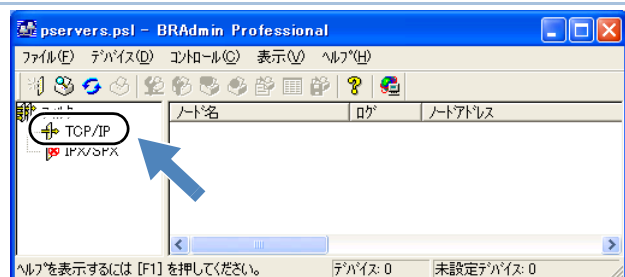 pservers.psl - BRAdmin Professional
ファイル(F) デバイス(D) コントロール(C) 表示(V) ヘルプ(H)
ノード名 ログ ノードアドレス
TCP/IP
IPX/SPX
ヘルプを表示するには [F1] を押してください。 デバイス: 0 未設定デバイス: 0